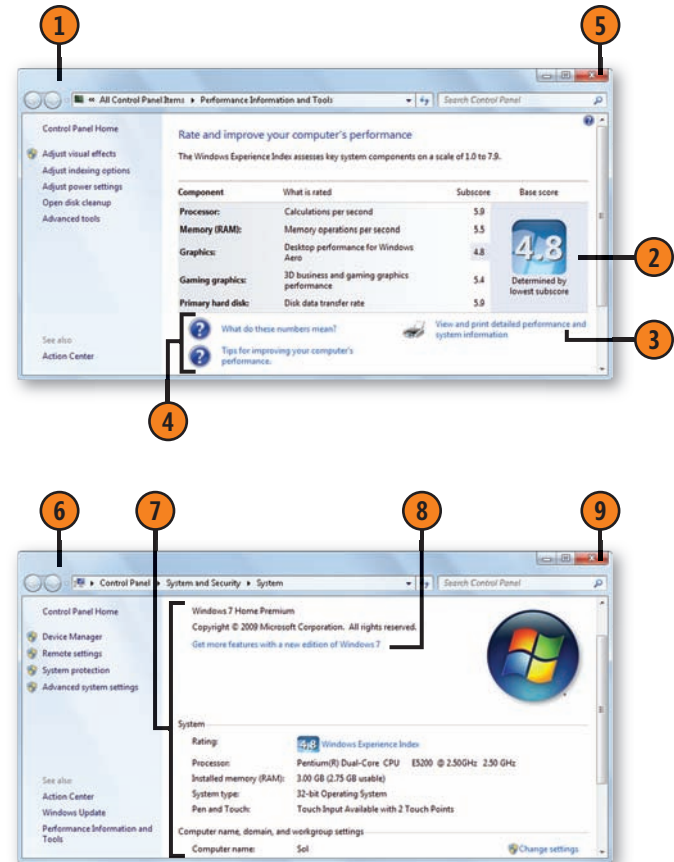 1
5
« All Control Panel Items ▸ Performance Information and Tools
Search Control Panel
Control Panel Home
Adjust visual effects
Adjust indexing options
Adjust power settings
Open disk cleanup
Advanced tools
See also
Action Center
Rate and improve your computer's performance
The Windows Experience Index assesses key system components on a scale of 1.0 to 7.9.
Component What is rated Subscore Base score
Processor: Calculations per second 5.9
Memory (RAM): Memory operations per second 5.5
Graphics: Desktop performance for Windows Aero 4.8
Gaming graphics: 3D business and gaming graphics performance 5.4
Primary hard disk: Disk data transfer rate 5.9
4.8
Determined by
lowest subscore
2
What do these numbers mean?
Tips for improving your computer's
performance.
View and print detailed performance and
system information
3
4
6
7
8
9
▸ Control Panel ▸ System and Security ▸ System
Search Control Panel
Control Panel Home
Device Manager
Remote settings
System protection
Advanced system settings
See also
Action Center
Windows Update
Performance Information and
Tools
Windows 7 Home Premium
Copyright © 2009 Microsoft Corporation. All rights reserved.
Get more features with a new edition of Windows 7
System
Rating: 4.8 Windows Experience Index
Processor: Pentium(R) Dual-Core CPU E5200 @ 2.50GHz 2.50 GHz
Installed memory (RAM): 3.00 GB (2.75 GB usable)
System type: 32-bit Operating System
Pen and Touch: Touch Input Available with 2 Touch Points
Computer name, domain, and workgroup settings
Computer name: Sol
Change settings